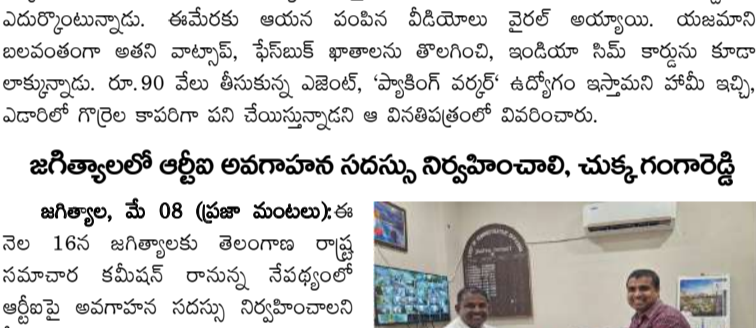 ఎదుర్కొంటున్నాడు. ఈమేరకు ఆయన పంపిన వీడియోలు వైరల్ అయ్యాయి. యజమాని
బలవంతంగా అతని వాట్సాప్, ఫేస్‌బుక్ ఖాతాలను తొలగించి, ఇండియా సిమ్ కార్డును కూడా
లాక్కున్నాడు. రూ.90 వేలు తీసుకున్న ఎజెంట్, 'ప్యాకింగ్ వర్కర్' ఉద్యోగం ఇస్తామని హామీ ఇచ్చి,
ఎడారిలో గొర్రెల కాపరిగా పని చేయిస్తున్నాడని ఆ వినతిపత్రంలో వివరించారు.
జగిత్యాలలో ఆర్టీఐ అవగాహన సదస్సు నిర్వహించాలి, చుక్క గంగారెడ్డి
జగిత్యాల, మే 08 (ప్రజా మంటలు):ఈ
నెల 16న జగిత్యాలకు తెలంగాణ రాష్ట్ర
సమాచార కమీషన్ రానున్న నేపథ్యంలో
ఆర్టీఐపై అవగాహన సదస్సు నిర్వహించాలని